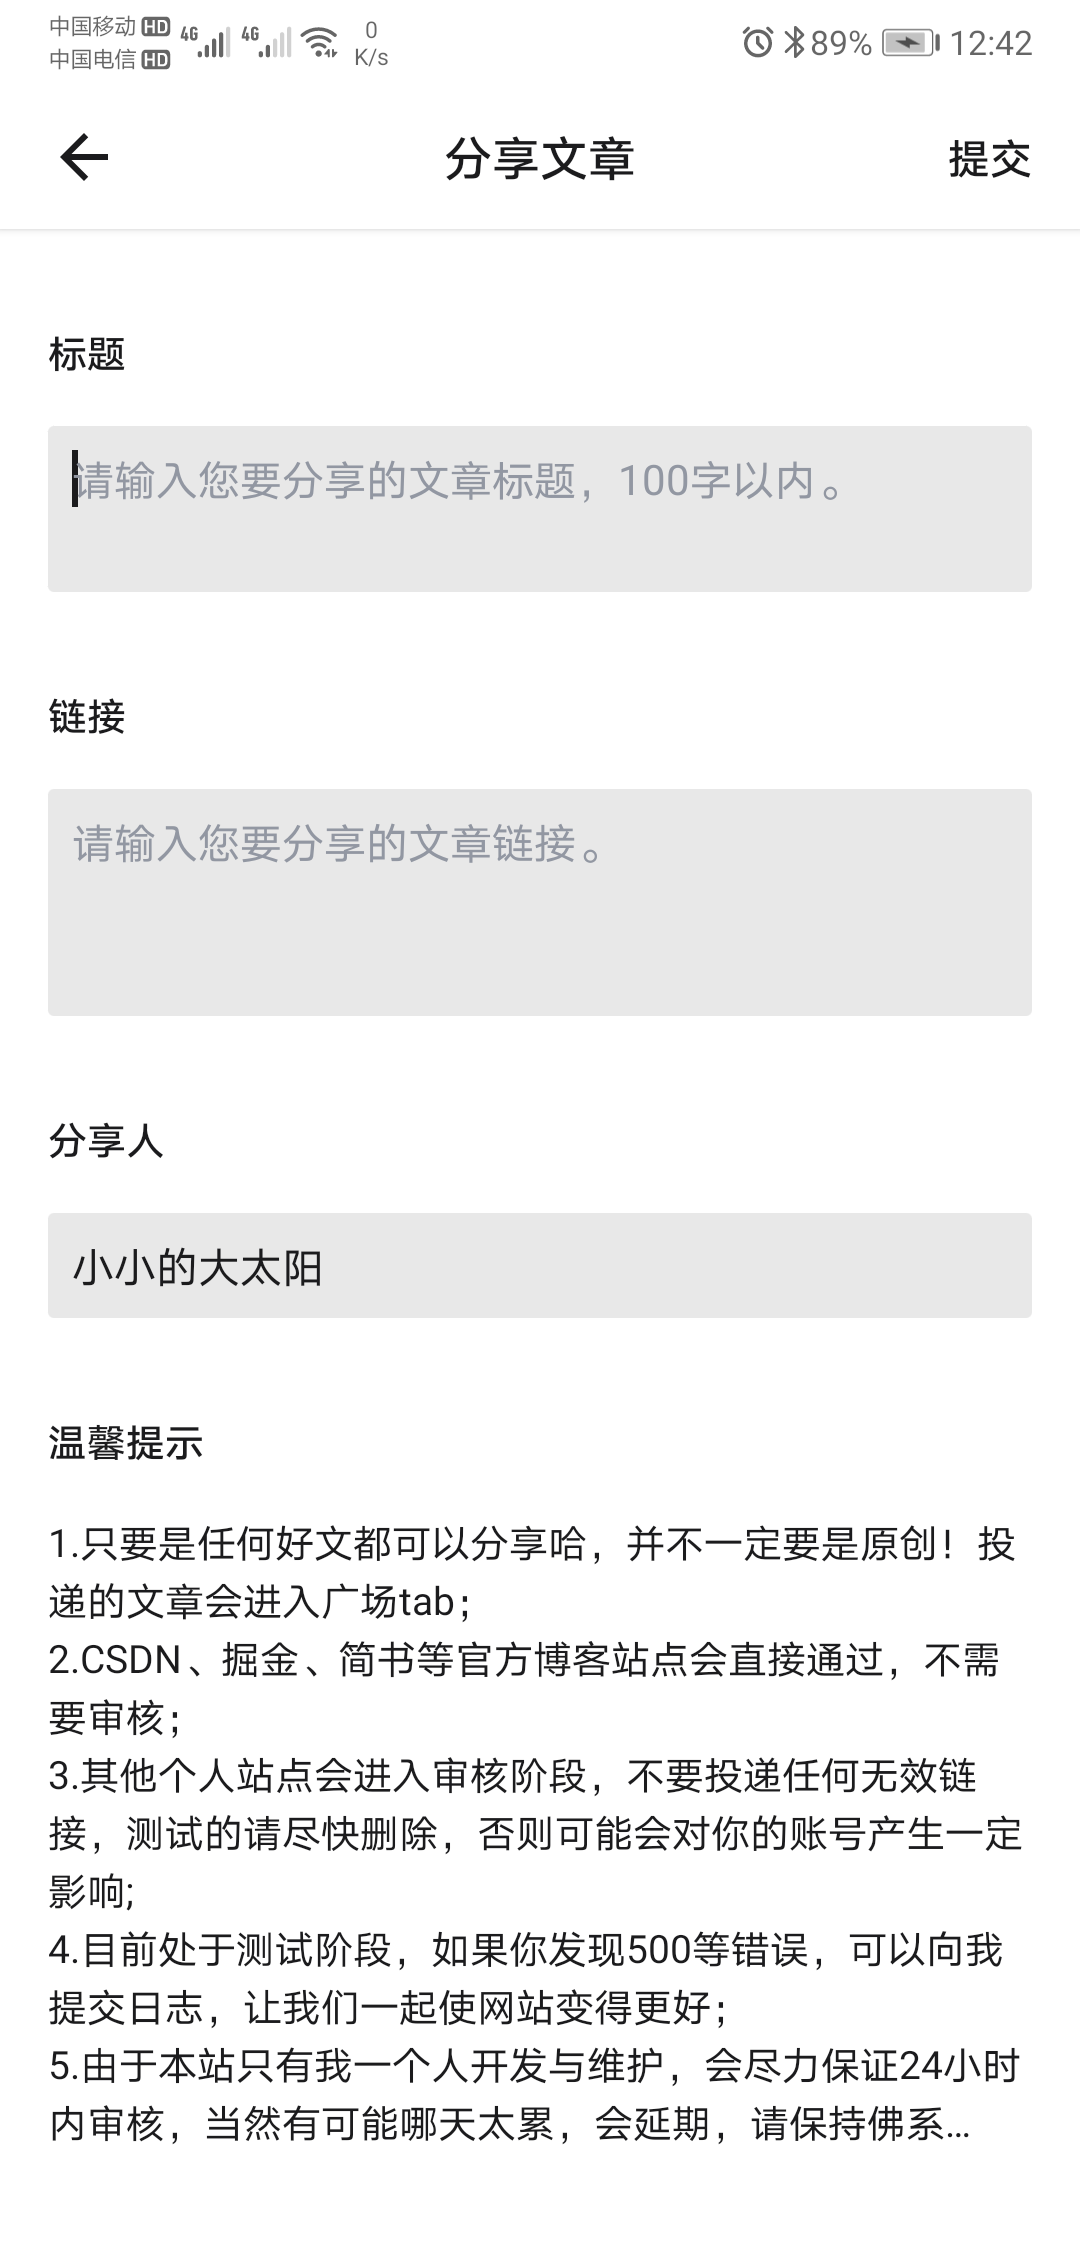 中国移动 HD 4G 4G 0 89% 12:42
中国电信 HD K/s
分享文章 提交
标题
请输入您要分享的文章标题，100字以内。
链接
请输入您要分享的文章链接。
分享人
小小的大太阳
温馨提示
1.只要是任何好文都可以分享哈，并不一定要是原创！投
递的文章会进入广场tab；
2.CSDN、掘金、简书等官方博客站点会直接通过，不需
要审核；
3.其他个人站点会进入审核阶段，不要投递任何无效链
接，测试的请尽快删除，否则可能会对你的账号产生一定
影响;
4.目前处于测试阶段，如果你发现500等错误，可以向我
提交日志，让我们一起使网站变得更好；
5.由于本站只有我一个人开发与维护，会尽力保证24小时
内审核，当然有可能哪天太累，会延期，请保持佛系...